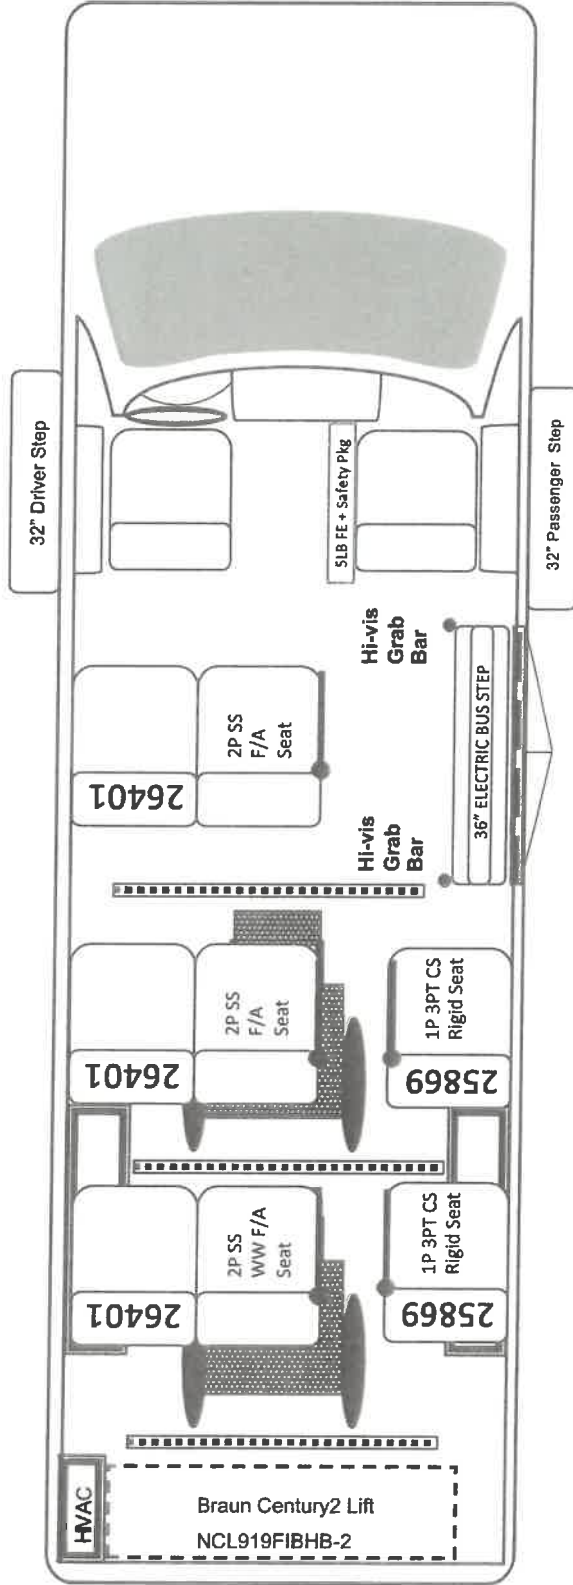 32" Driver Step
5LB FE + Safety Pkg
32" Passenger Step
Hi-vis
Grab
Bar
26401
2P SS
F/A
Seat
36" ELECTRIC BUS STEP
Hi-vis
Grab
Bar
26401
2P SS
F/A
Seat
1P 3PT CS
Rigid Seat
25869
26401
2P SS
WW F/A
Seat
1P 3PT CS
Rigid Seat
25869
HVAC
Braun Century2 Lift
NCL919FIBHB-2